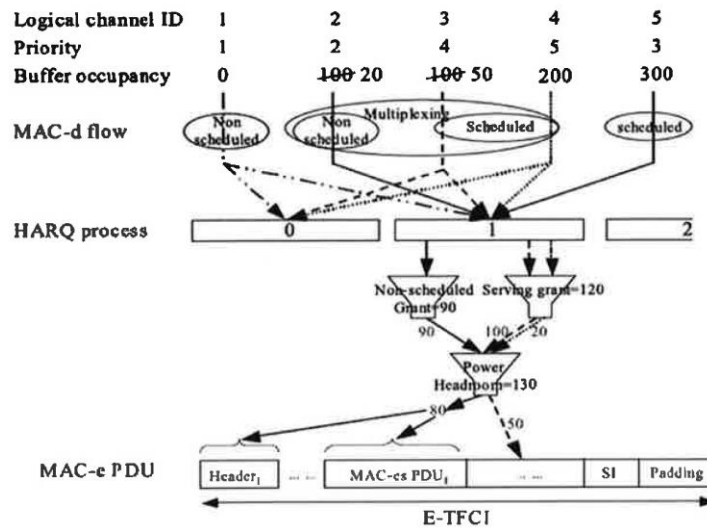 Logical channel ID 1 2 3 4 5
Priority 1 2 4 5 3
Buffer occupancy 0 100 20 100 50 200 300
MAC-d flow
Non scheduled
Non scheduled
Multiplexing
Scheduled
scheduled
HARQ process 0 1 2
Non-scheduled Grant=90
Serving grant=120
90 100 20
Power Headroom=130
80 50
MAC-e PDU
Header1 ... ... MAC-es PDU1 ... ... SI Padding
E-TFCI